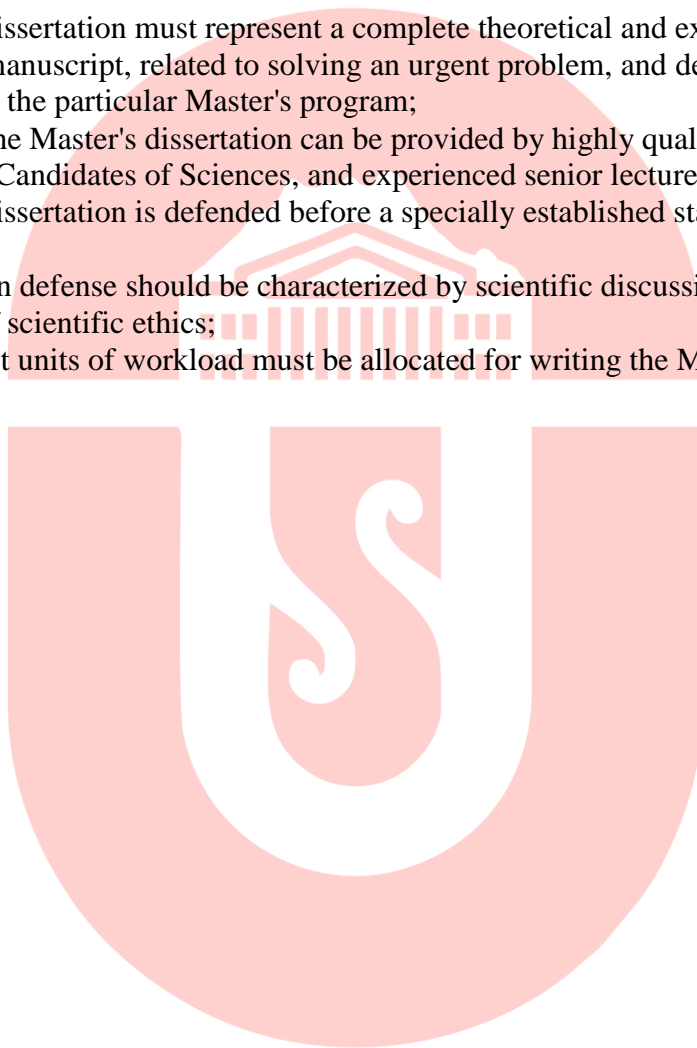 issertation must represent a complete theoretical and ex
nanuscript, related to solving an urgent problem, and de
the particular Master's program;
ne Master's dissertation can be provided by highly qual
Candidates of Sciences, and experienced senior lecture
issertation is defended before a specially established sta
n defense should be characterized by scientific discussi
scientific ethics;
t units of workload must be allocated for writing the M